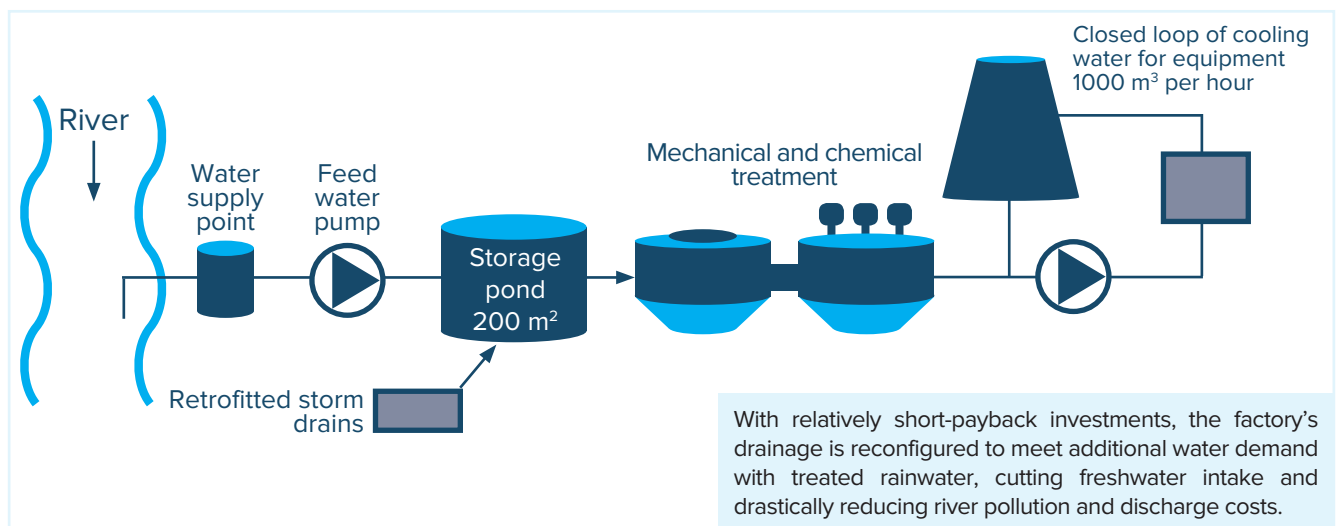 River
Water
supply
point
Feed
water
pump
Storage
pond
200 m²
Retrofitted storm
drains
Mechanical and chemical
treatment
Closed loop of cooling
water for equipment
1000 m³ per hour
With relatively short-payback investments, the factory’s
drainage is reconfigured to meet additional water demand
with treated rainwater, cutting freshwater intake and
drastically reducing river pollution and discharge costs.